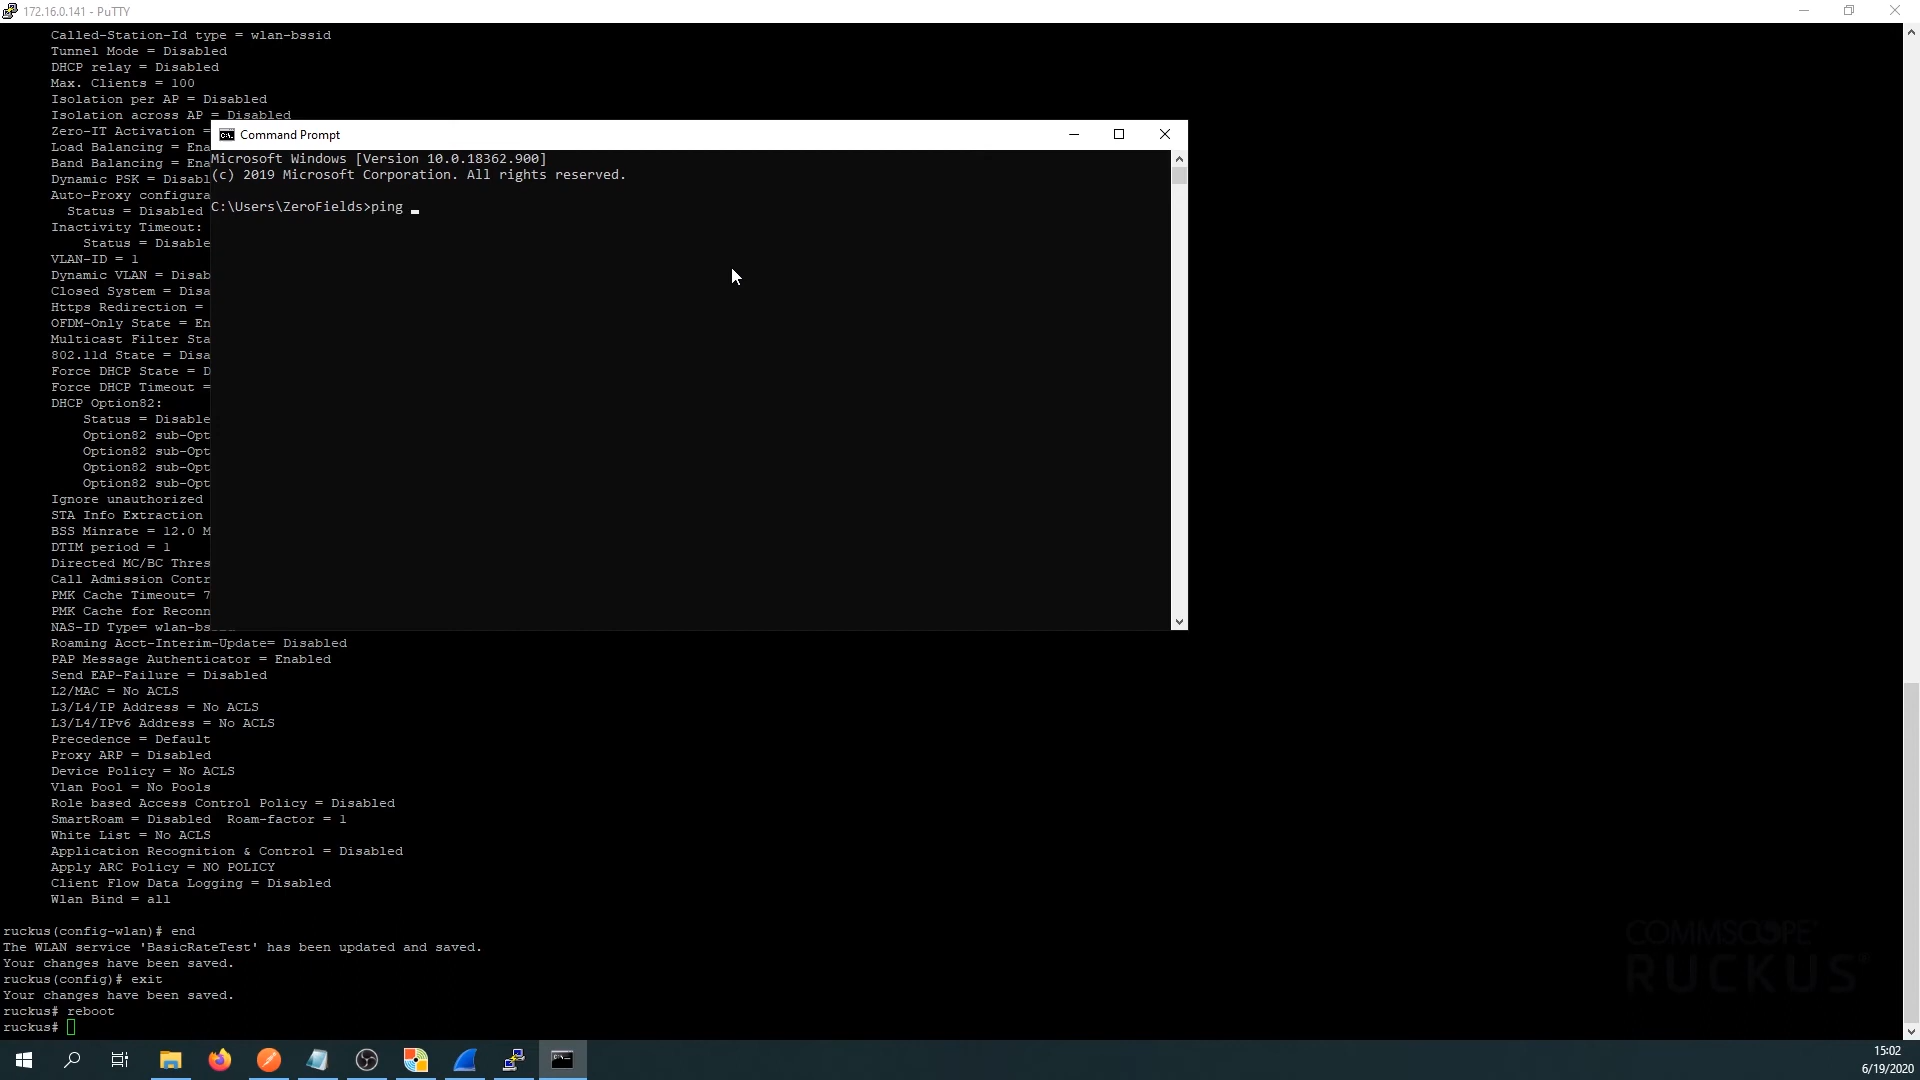 172.16.0.141 - PuTTY
Called-Station-Id type = wlan-bssid
Tunnel Mode = Disabled
DHCP relay = Disabled
Max. Clients = 100
Isolation per AP = Disabled
Isolation across AP = Disabled
Zero-IT Activation =
Load Balancing = Ena
Band Balancing = Ena
Dynamic PSK = Disabl
Auto-Proxy configura
Status = Disabled
Inactivity Timeout:
Status = Disable
VLAN-ID = 1
Dynamic VLAN = Disab
Closed System = Disa
Https Redirection =
OFDM-Only State = En
Multicast Filter Sta
802.11d State = Disa
Force DHCP State = D
Force DHCP Timeout =
DHCP Option82:
Status = Disable
Option82 sub-Opt
Option82 sub-Opt
Option82 sub-Opt
Option82 sub-Opt
Ignore unauthorized
STA Info Extraction
BSS Minrate = 12.0 M
DTIM period = 1
Directed MC/BC Thres
Call Admission Contr
PMK Cache Timeout= 7
PMK Cache for Reconn
NAS-ID Type= wlan-bssid
Roaming Acct-Interim-Update= Disabled
PAP Message Authenticator = Enabled
Send EAP-Failure = Disabled
L2/MAC = No ACLS
L3/L4/IP Address = No ACLS
L3/L4/IPv6 Address = No ACLS
Precedence = Default
Proxy ARP = Disabled
Device Policy = No ACLS
Vlan Pool = No Pools
Role based Access Control Policy = Disabled
SmartRoam = Disabled  Roam-factor = 1
White List = No ACLS
Application Recognition & Control = Disabled
Apply ARC Policy = NO POLICY
Client Flow Data Logging = Disabled
Wlan Bind = all
ruckus(config-wlan)# end
The WLAN service 'BasicRateTest' has been updated and saved.
Your changes have been saved.
ruckus(config)# exit
Your changes have been saved.
ruckus# reboot
ruckus#
Command Prompt
Microsoft Windows [Version 10.0.18362.900]
(c) 2019 Microsoft Corporation. All rights reserved.
C:\Users\ZeroFields>ping
COMMSCOPE
RUCKUS
15:02
6/19/2020